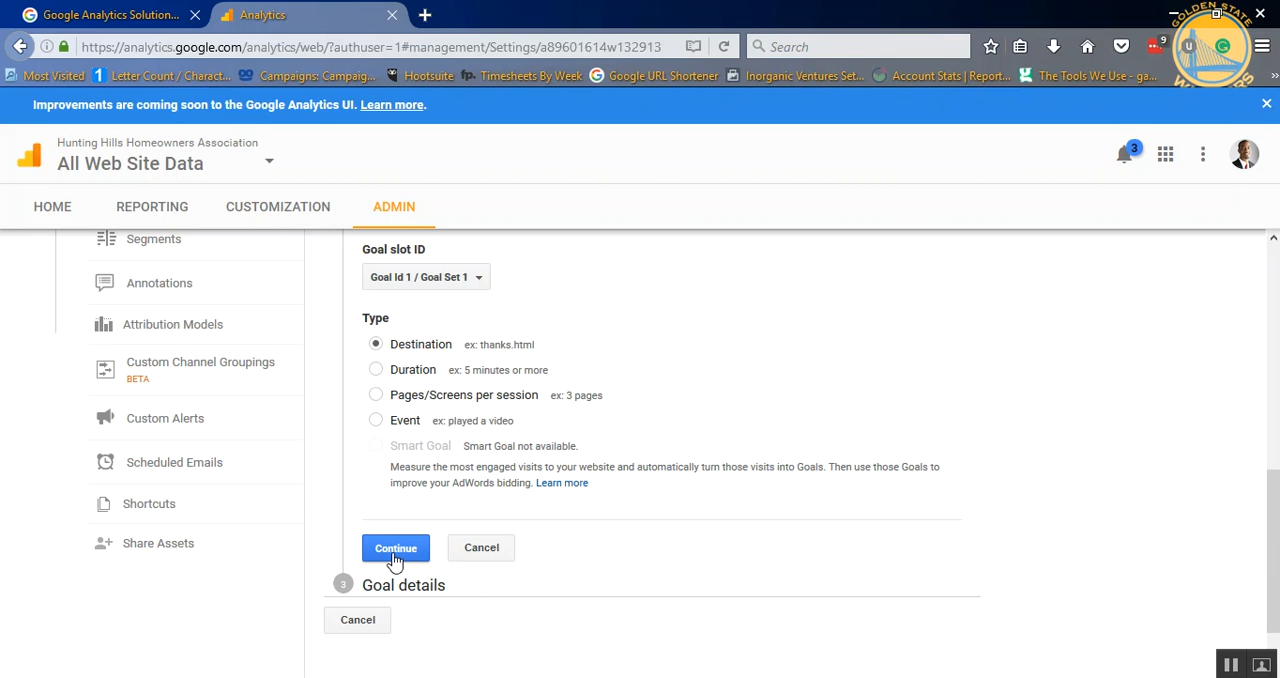 Google Analytics Solution...
Analytics
https://analytics.google.com/analytics/web/?authuser=1#management/Settings/a89601614w132913
Search
9
Most Visited
Letter Count / Charact...
Campaigns: Campaig...
Hootsuite
fp. Timesheets By Week
Google URL Shortener
Inorganic Ventures Set...
Account Stats | Report...
The Tools We Use - ga...
GOLDEN STATE
Improvements are coming soon to the Google Analytics UI. Learn more.
Hunting Hills Homeowners Association
All Web Site Data
3
HOME
REPORTING
CUSTOMIZATION
ADMIN
Segments
Annotations
Attribution Models
Custom Channel Groupings
BETA
Custom Alerts
Scheduled Emails
Shortcuts
Share Assets
Goal slot ID
Goal Id 1 / Goal Set 1
Type
Destination ex: thanks.html
Duration ex: 5 minutes or more
Pages/Screens per session ex: 3 pages
Event ex: played a video
Smart Goal Smart Goal not available.
Measure the most engaged visits to your website and automatically turn those visits into Goals. Then use those Goals to
improve your AdWords bidding. Learn more
Continue
Cancel
3 Goal details
Cancel